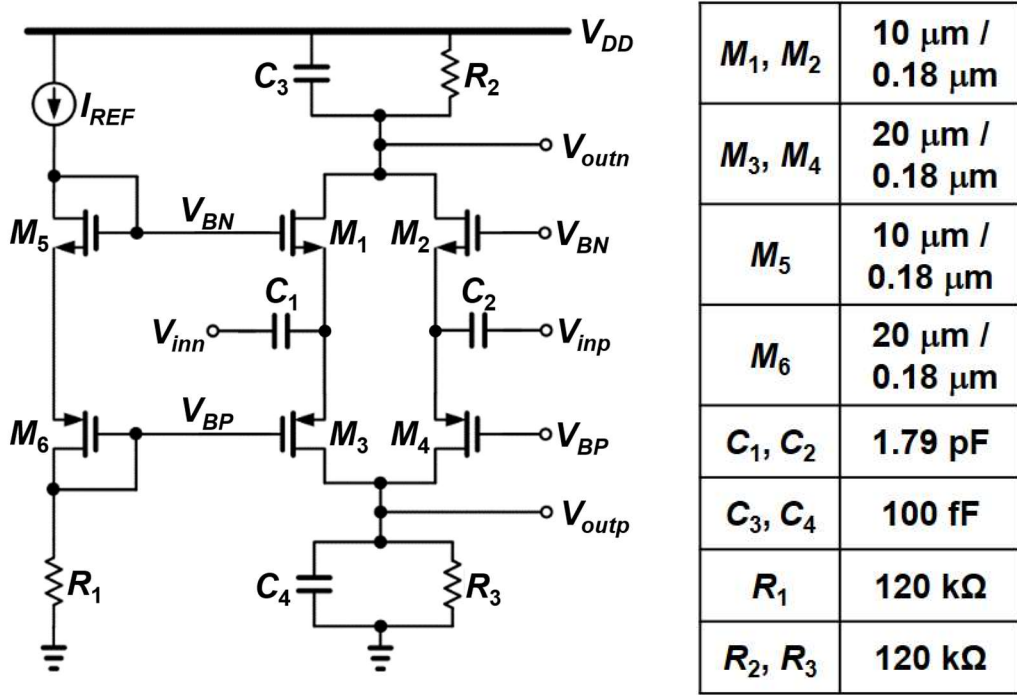 V_DD
C_3
R_2
I_REF
V_outn
M_5
V_BN
M_1
M_2
V_BN
C_1
C_2
V_inn
V_inp
M_6
V_BP
M_3
M_4
V_BP
V_outp
R_1
C_4
R_3
M_1, M_2
10 μm /
0.18 μm
M_3, M_4
20 μm /
0.18 μm
M_5
10 μm /
0.18 μm
M_6
20 μm /
0.18 μm
C_1, C_2
1.79 pF
C_3, C_4
100 fF
R_1
120 kΩ
R_2, R_3
120 kΩ